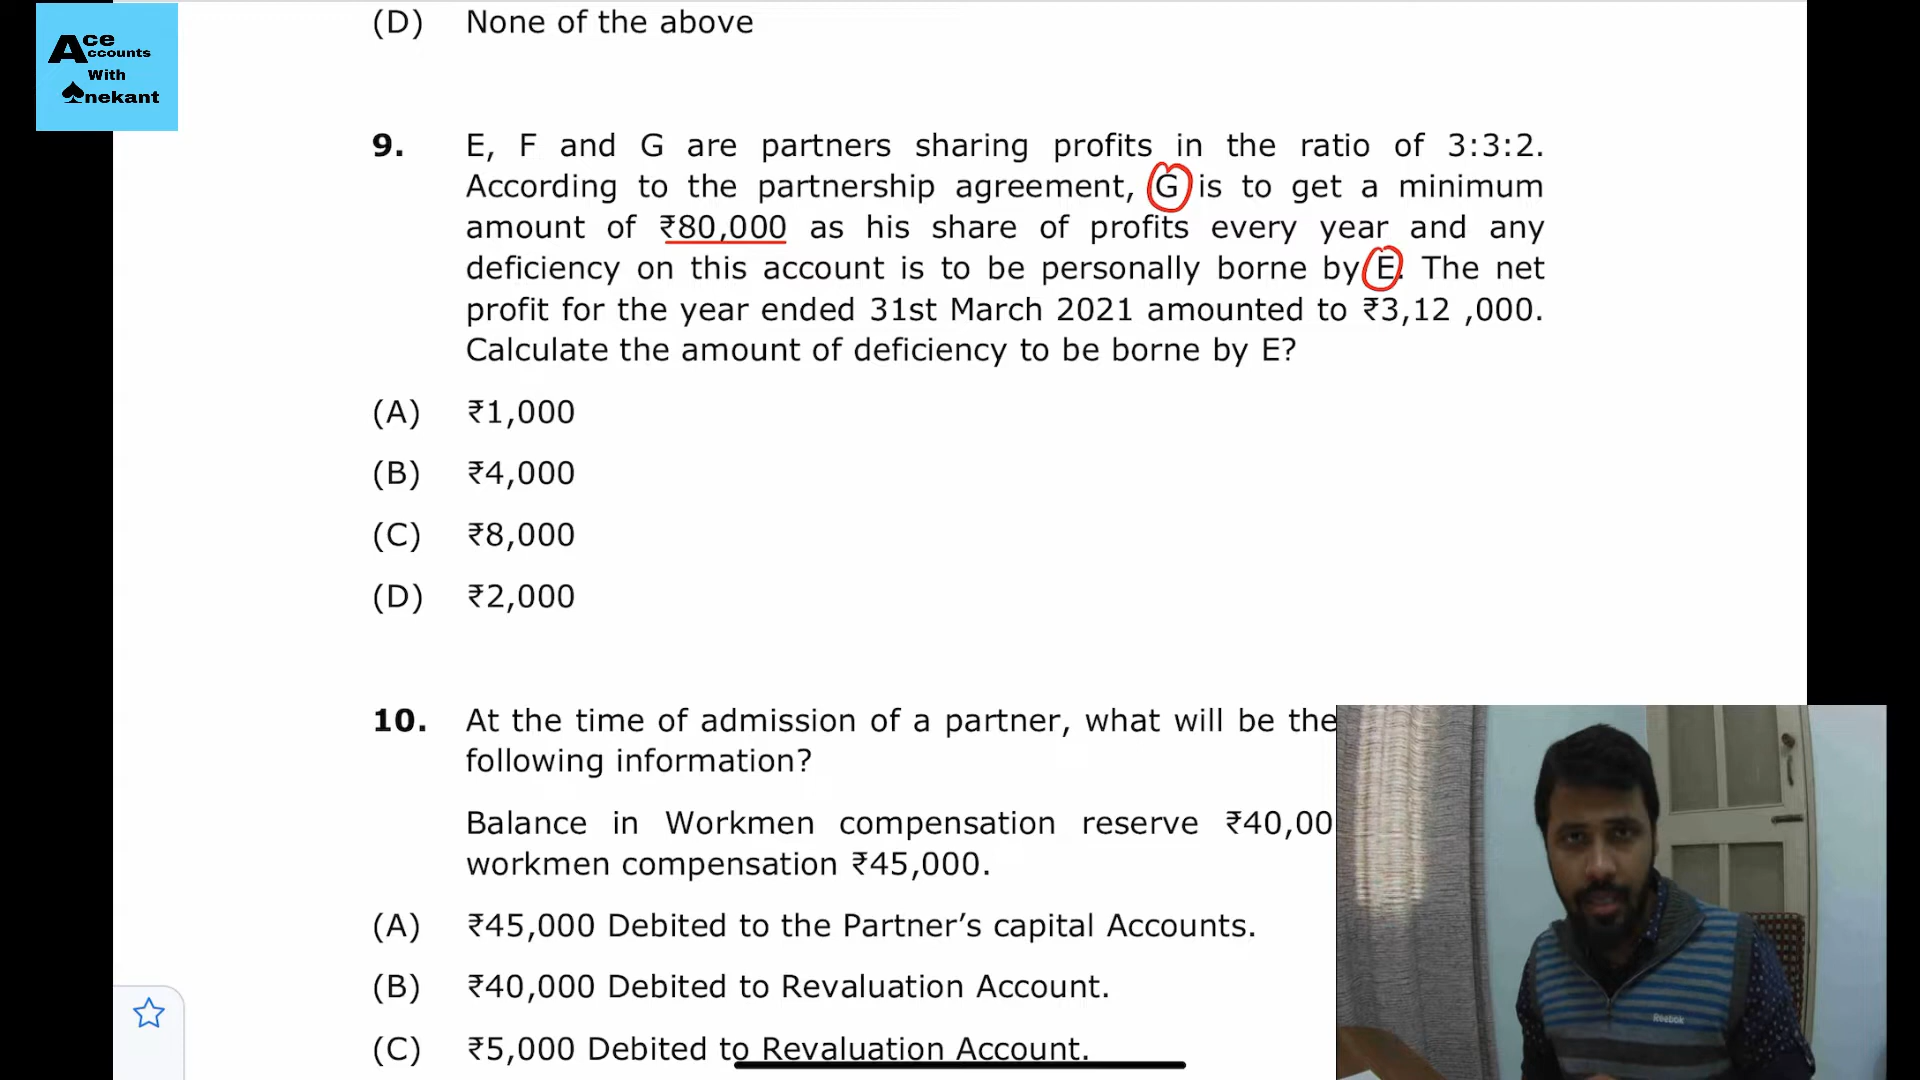 (D) None of the above
Ace
Accounts
With
Anekant
9. E, F and G are partners sharing profits in the ratio of 3:3:2.
According to the partnership agreement, G is to get a minimum
amount of ₹80,000 as his share of profits every year and any
deficiency on this account is to be personally borne by E. The net
profit for the year ended 31st March 2021 amounted to ₹3,12 ,000.
Calculate the amount of deficiency to be borne by E?
(A) ₹1,000
(B) ₹4,000
(C) ₹8,000
(D) ₹2,000
10. At the time of admission of a partner, what will be the
following information?
Balance in Workmen compensation reserve ₹40,00
workmen compensation ₹45,000.
(A) ₹45,000 Debited to the Partner’s capital Accounts.
(B) ₹40,000 Debited to Revaluation Account.
(C) ₹5,000 Debited to Revaluation Account.
Reebok